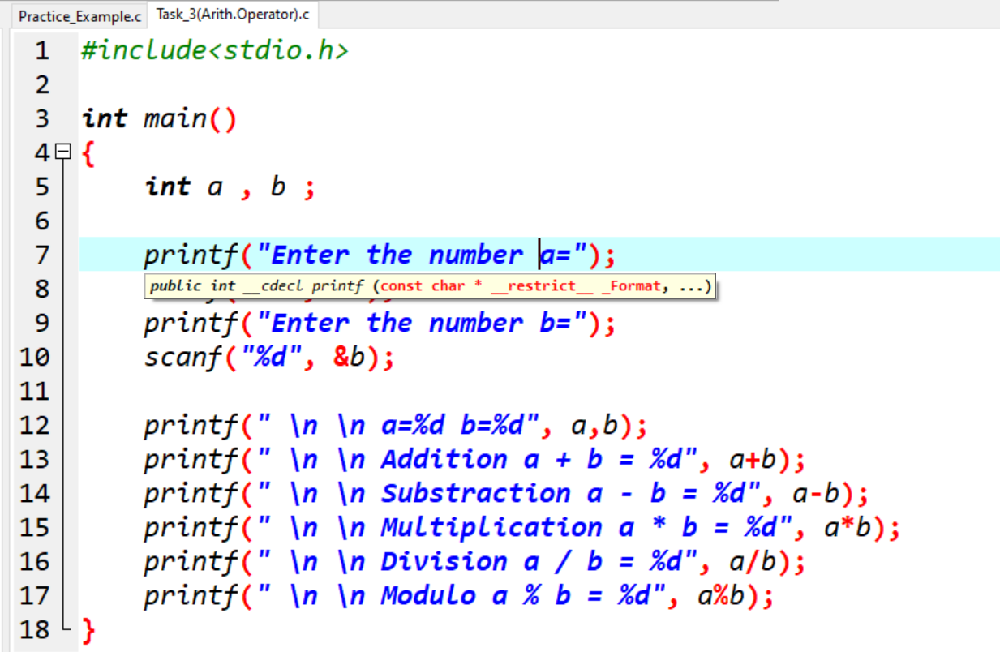 Practice_Example.c Task_3(Arith.Operator).c
1 #include<stdio.h>
2
3 int main()
4 {
5 int a , b ;
6
7 printf("Enter the number a=");
8 public int __cdecl printf (const char * __restrict__ _Format, ...)
9 printf("Enter the number b=");
10 scanf("%d", &b);
11
12 printf(" \n \n a=%d b=%d", a,b);
13 printf(" \n \n Addition a + b = %d", a+b);
14 printf(" \n \n Substraction a - b = %d", a-b);
15 printf(" \n \n Multiplication a * b = %d", a*b);
16 printf(" \n \n Division a / b = %d", a/b);
17 printf(" \n \n Modulo a % b = %d", a%b);
18 }